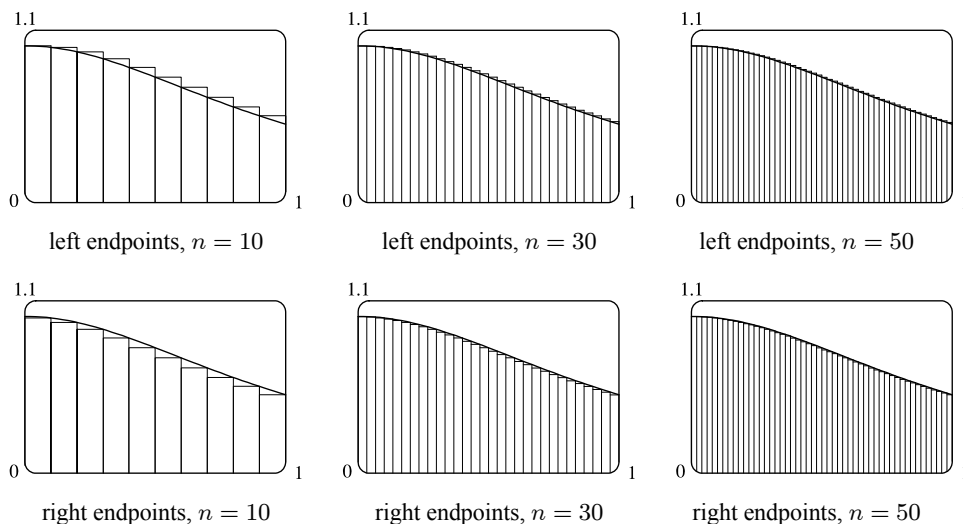 1.1 1.1 1.1
0 1 0 1 0 1
left endpoints, n = 10 left endpoints, n = 30 left endpoints, n = 50
1.1 1.1 1.1
0 1 0 1 0 1
right endpoints, n = 10 right endpoints, n = 30 right endpoints, n = 50